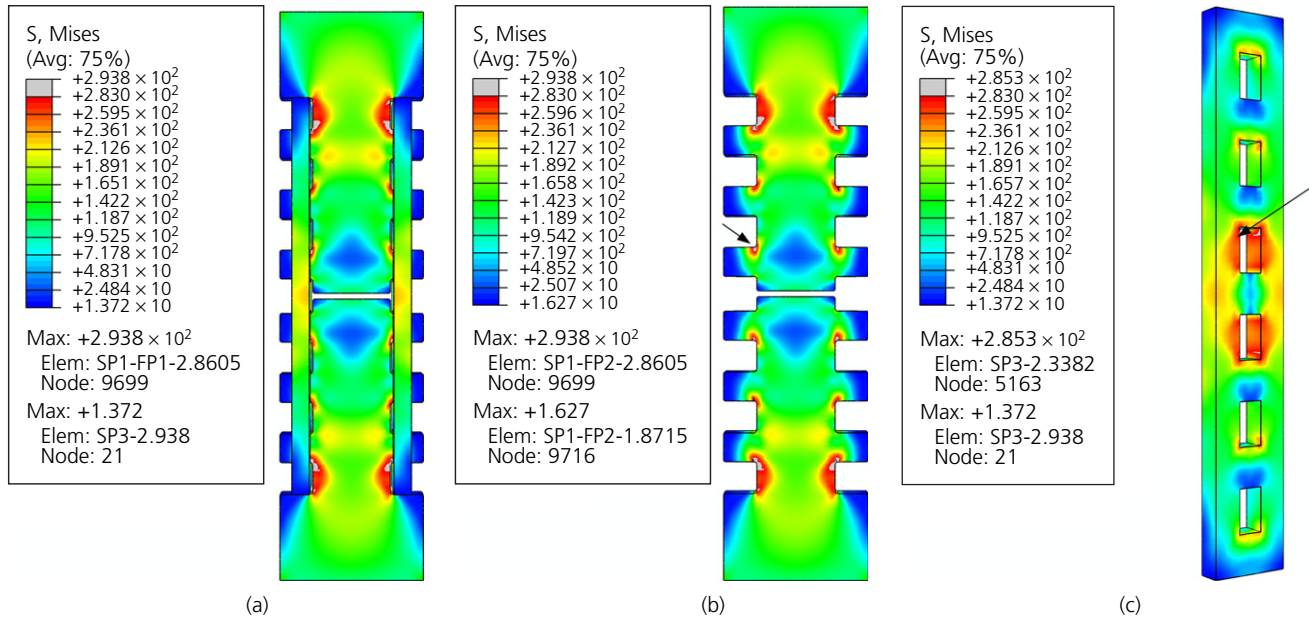 S, Mises
(Avg: 75%)
+2.938 × 10²
+2.830 × 10²
+2.595 × 10²
+2.361 × 10²
+2.126 × 10²
+1.891 × 10²
+1.651 × 10²
+1.422 × 10²
+1.187 × 10²
+9.525 × 10²
+7.178 × 10²
+4.831 × 10
+2.484 × 10
+1.372 × 10
Max: +2.938 × 10²
Elem: SP1-FP1-2.8605
Node: 9699
Max: +1.372
Elem: SP3-2.938
Node: 21
(a)
S, Mises
(Avg: 75%)
+2.938 × 10²
+2.830 × 10²
+2.596 × 10²
+2.361 × 10²
+2.127 × 10²
+1.892 × 10²
+1.658 × 10²
+1.423 × 10²
+1.189 × 10²
+9.542 × 10²
+7.197 × 10²
+4.852 × 10
+2.507 × 10
+1.627 × 10
Max: +2.938 × 10²
Elem: SP1-FP2-2.8605
Node: 9699
Max: +1.627
Elem: SP1-FP2-1.8715
Node: 9716
(b)
S, Mises
(Avg: 75%)
+2.853 × 10²
+2.830 × 10²
+2.595 × 10²
+2.361 × 10²
+2.126 × 10²
+1.891 × 10²
+1.657 × 10²
+1.422 × 10²
+1.187 × 10²
+9.525 × 10²
+7.178 × 10²
+4.831 × 10
+2.484 × 10
+1.372 × 10
Max: +2.853 × 10²
Elem: SP3-2.3382
Node: 5163
Max: +1.372
Elem: SP3-2.938
Node: 21
(c)